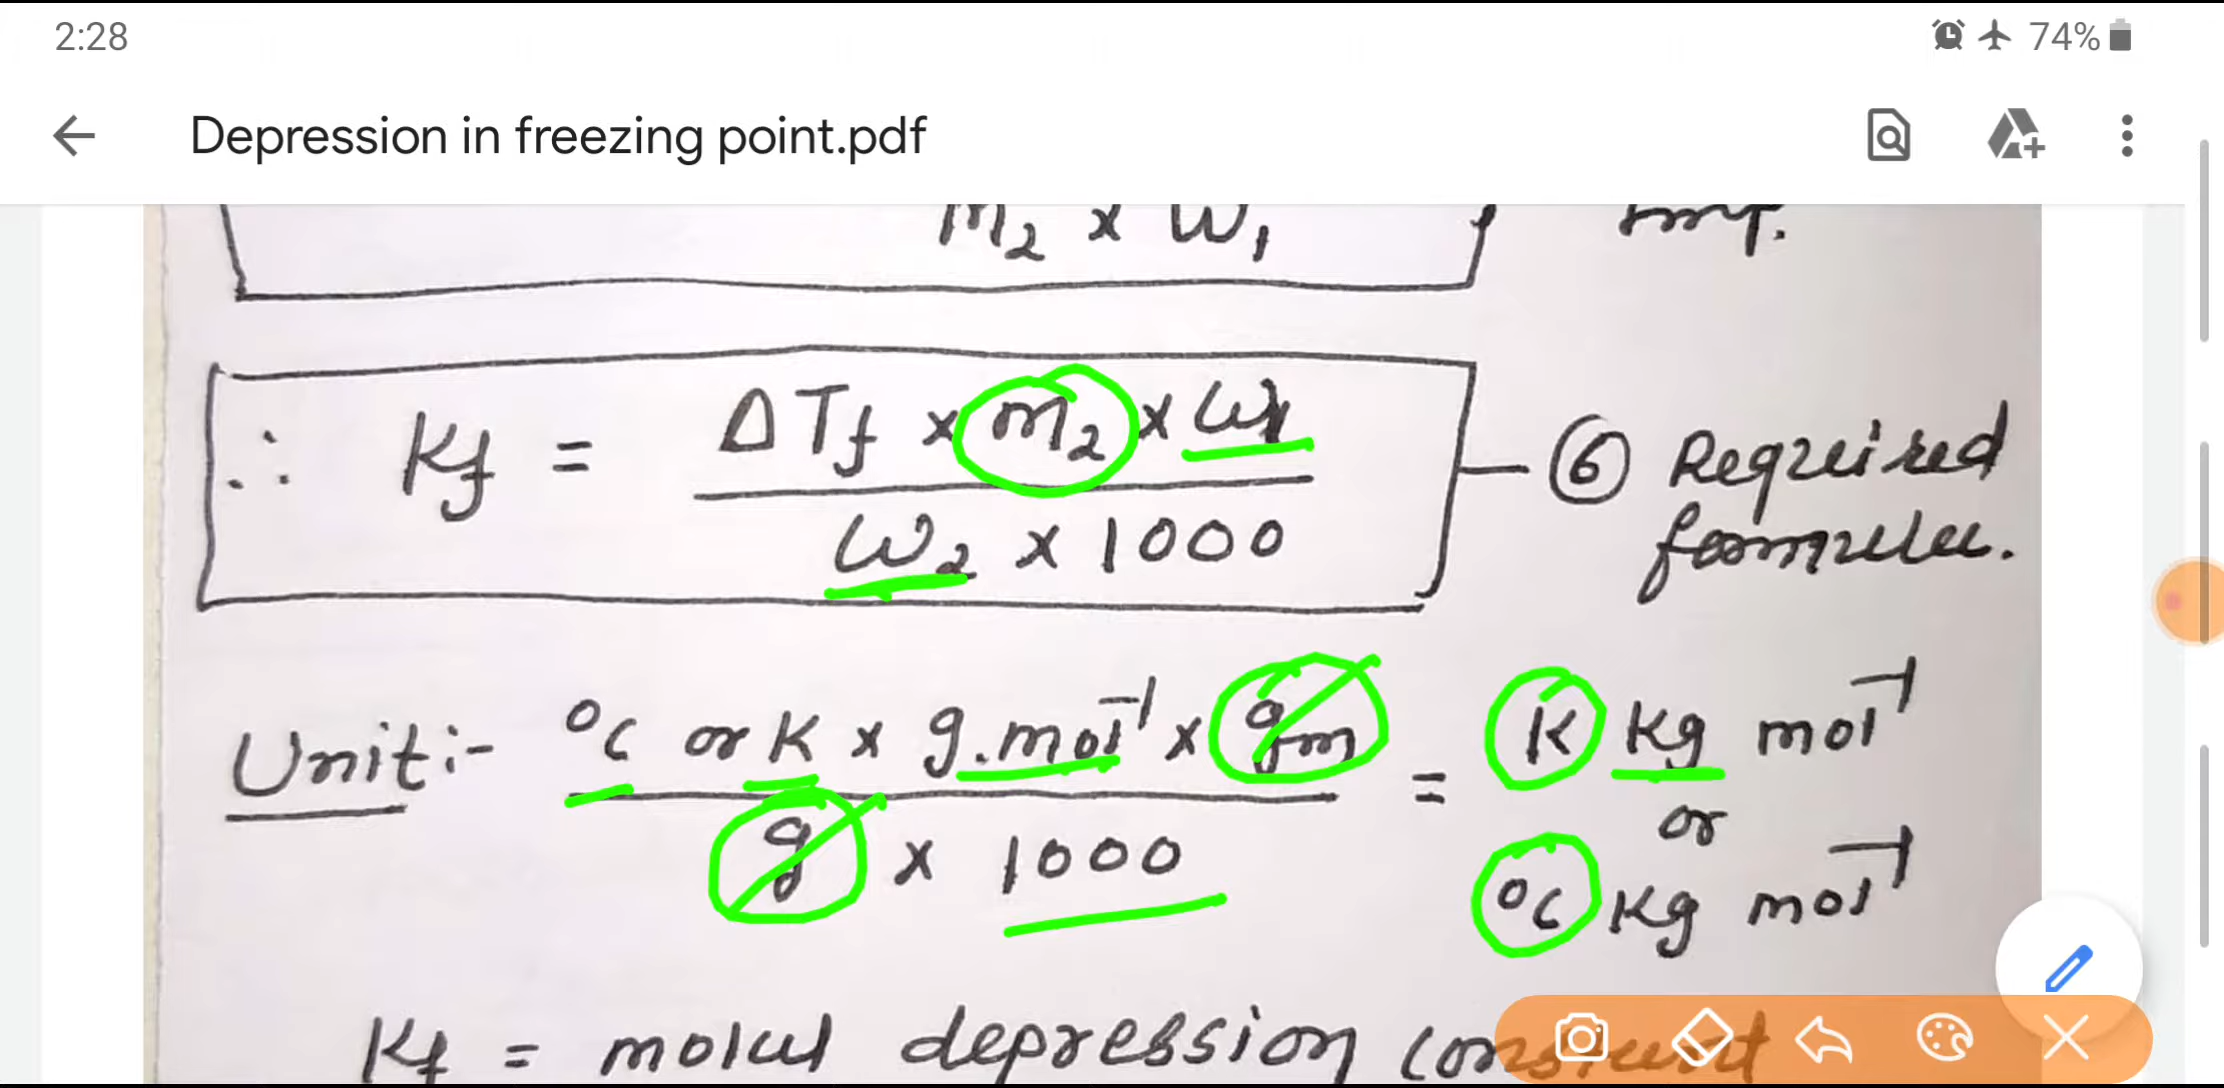 2:28 74%
Depression in freezing point.pdf
M₂ x W₁
∴ Kf = ΔTf x m₂ x W₁ / W₂ x 1000 — ⑥ Required formulae.
Unit:- °C or K x g.mol⁻¹ x gm / g x 1000 = K Kg mol⁻¹
or
°C Kg mol⁻¹
Kf = molal depression constant